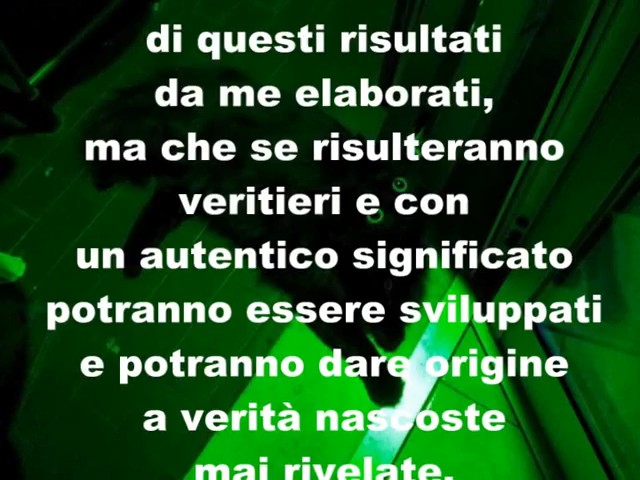 di questi risultati
da me elaborati,
ma che se risulteranno
veritieri e con
un autentico significato
potranno essere sviluppati
e potranno dare origine
a verità nascoste
mai rivelate.